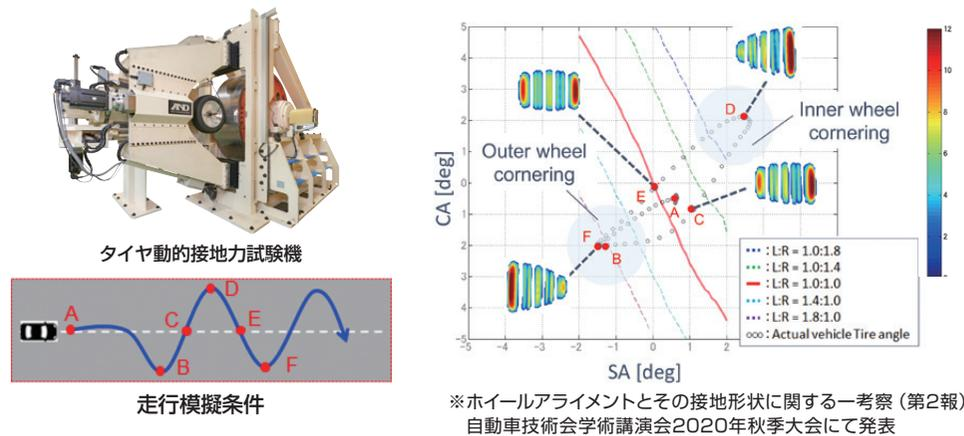 AND
タイヤ動的接地力試験機
A
B
C
D
E
F
走行模擬条件
CA [deg]
5
4
3
2
1
0
1
2
3
4
-5
-5
-4
-3
-2
-1
0
1
2
3
4
5
SA [deg]
Outer wheel
cornering
Inner wheel
cornering
D
E
A
C
F
B
: L:R = 1.0:1.8
: L:R = 1.0:1.4
: L:R = 1.0:1.0
: L:R = 1.4:1.0
: L:R = 1.8:1.0
: Actual vehicle Tire angle
12
10
8
6
4
2
0
※ホイールアライメントとその接地形状に関する一考察（第2報）
自動車技術会学術講演会2020年秋季大会にて発表